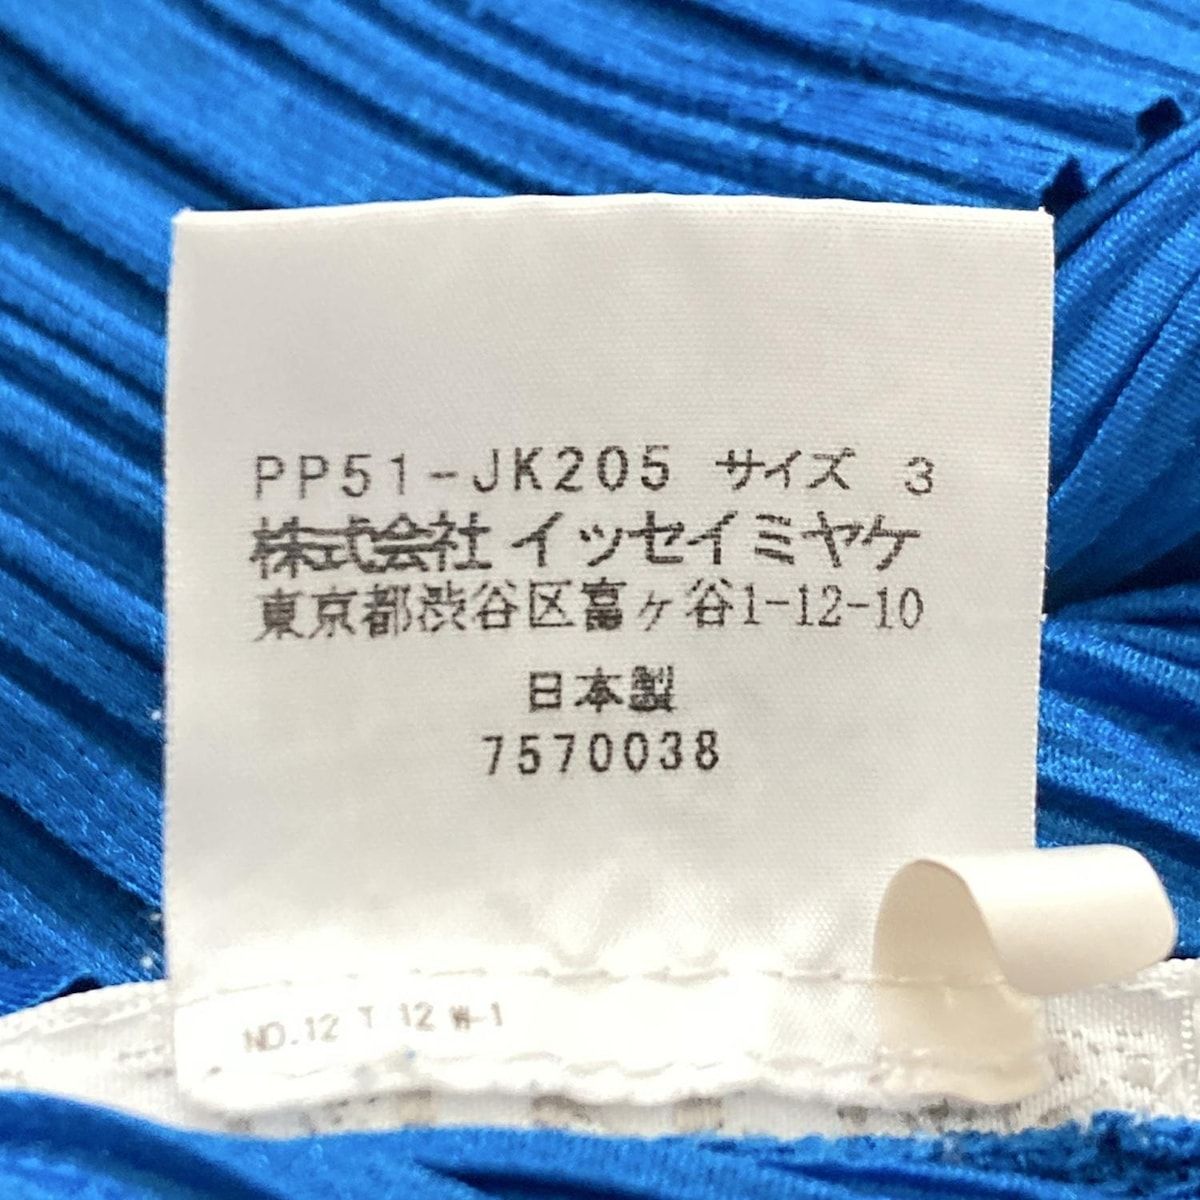 PP51-JK205 サイズ 3
株式会社 イッセイミヤケ
東京都渋谷区富ヶ谷1-12-10
日本製
7570038
NO.12 T 12 W-1